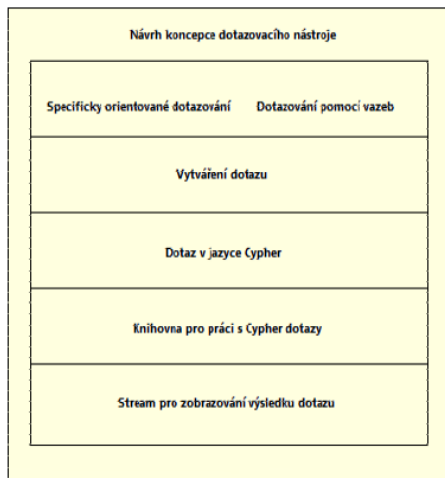 Návrh koncepce dotazovacího nástroje
Specificky orientované dotazování Dotazování pomocí vazeb
Vytváření dotazu
Dotaz v jazyce Cypher
Knihovna pro práci s Cypher dotazy
Stream pro zobrazování výsledku dotazu